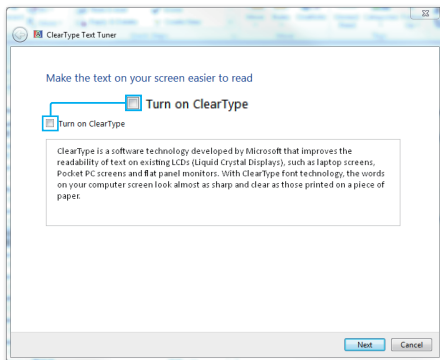 ClearType Text Tuner
Make the text on your screen easier to read
Turn on ClearType
Turn on ClearType
ClearType is a software technology developed by Microsoft that improves the
readability of text on existing LCDs (Liquid Crystal Displays), such as laptop screens,
Pocket PC screens and flat panel monitors. With ClearType font technology, the words
on your computer screen look almost as sharp and clear as those printed on a piece of
paper.
Next Cancel